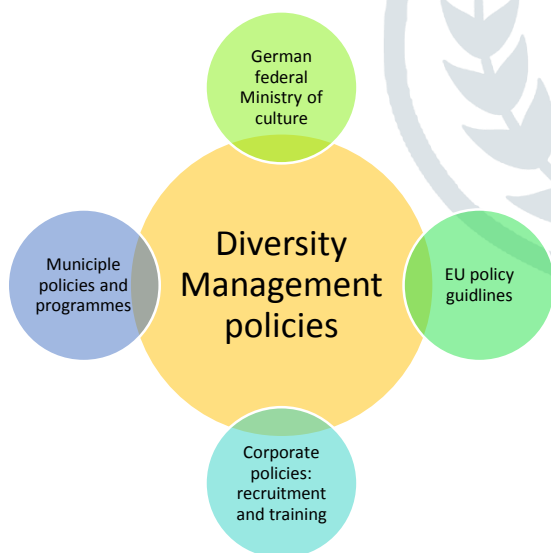 German
federal
Ministry of
culture
Diversity
Management
policies
Municiple
policies and
programmes
EU policy
guidlines
Corporate
policies:
recruitment
and training